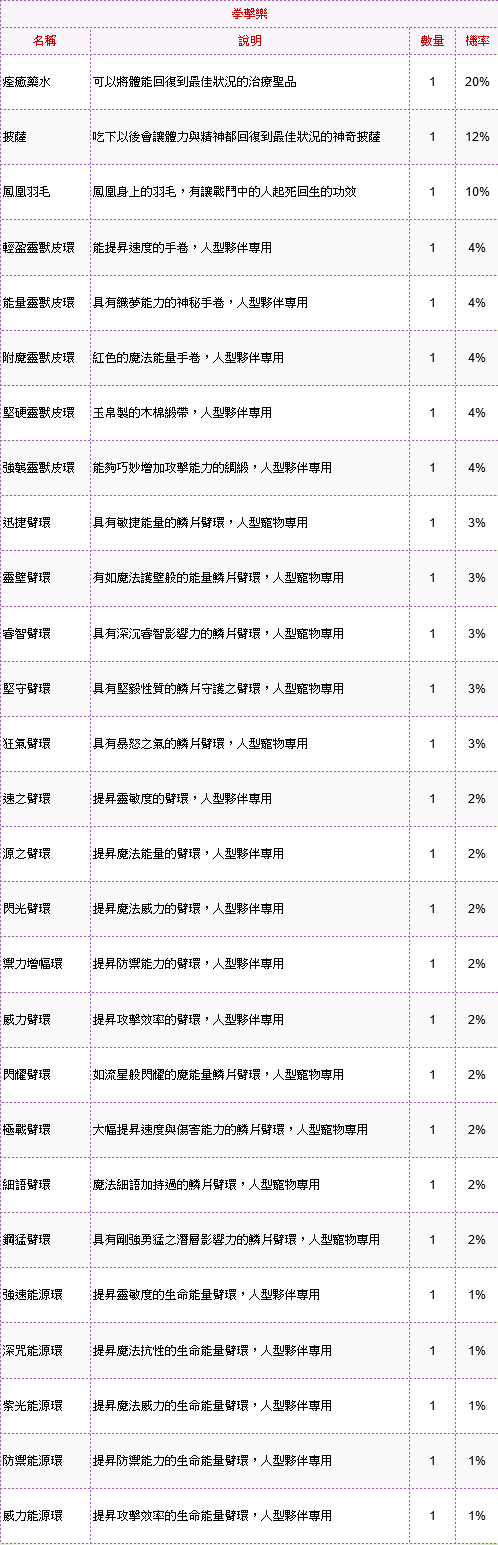 拳擊樂
名稱 說明 數量 機率
痊癒藥水 可以將體能回復到最佳狀況的治療聖品 1 20%
披薩 吃下以後會讓體力與精神都回復到最佳狀況的神奇披薩 1 12%
鳳凰羽毛 鳳凰身上的羽毛，有讓戰鬥中的人起死回生的功效 1 10%
輕盈靈獸皮環 能提昇速度的手卷，人型夥伴專用 1 4%
能量靈獸皮環 具有織夢能力的神秘手卷，人型夥伴專用 1 4%
附魔靈獸皮環 紅色的魔法能量手卷，人型夥伴專用 1 4%
堅硬靈獸皮環 玉帛製的木棉緞帶，人型夥伴專用 1 4%
強襲靈獸皮環 能夠巧妙增加攻擊能力的綢緞，人型夥伴專用 1 4%
迅捷臂環 具有敏捷能量的鱗片臂環，人型寵物專用 1 3%
靈壁臂環 有如魔法護壁般的能量鱗片臂環，人型寵物專用 1 3%
睿智臂環 具有深沉睿智影響力的鱗片臂環，人型寵物專用 1 3%
堅守臂環 具有堅毅性質的鱗片守護之臂環，人型寵物專用 1 3%
狂氣臂環 具有暴怒之氣的鱗片臂環，人型寵物專用 1 3%
速之臂環 提昇靈敏度的臂環，人型夥伴專用 1 2%
源之臂環 提昇魔法能量的臂環，人型夥伴專用 1 2%
閃光臂環 提昇魔法威力的臂環，人型夥伴專用 1 2%
禦力增幅環 提昇防禦能力的臂環，人型夥伴專用 1 2%
威力臂環 提昇攻擊效率的臂環，人型夥伴專用 1 2%
閃耀臂環 如流星般閃耀的魔能量鱗片臂環，人型寵物專用 1 2%
極戰臂環 大幅提昇速度與傷害能力的鱗片臂環，人型寵物專用 1 2%
細語臂環 魔法細語加持過的鱗片臂環，人型寵物專用 1 2%
鋼猛臂環 具有剛強勇猛之潛層影響力的鱗片臂環，人型寵物專用 1 2%
強速能源環 提昇靈敏度的生命能量臂環，人型夥伴專用 1 1%
深咒能源環 提昇魔法抗性的生命能量臂環，人型夥伴專用 1 1%
紫光能源環 提昇魔法威力的生命能量臂環，人型夥伴專用 1 1%
防禦能源環 提昇防禦能力的生命能量臂環，人型夥伴專用 1 1%
威力能源環 提昇攻擊效率的生命能量臂環，人型夥伴專用 1 1%